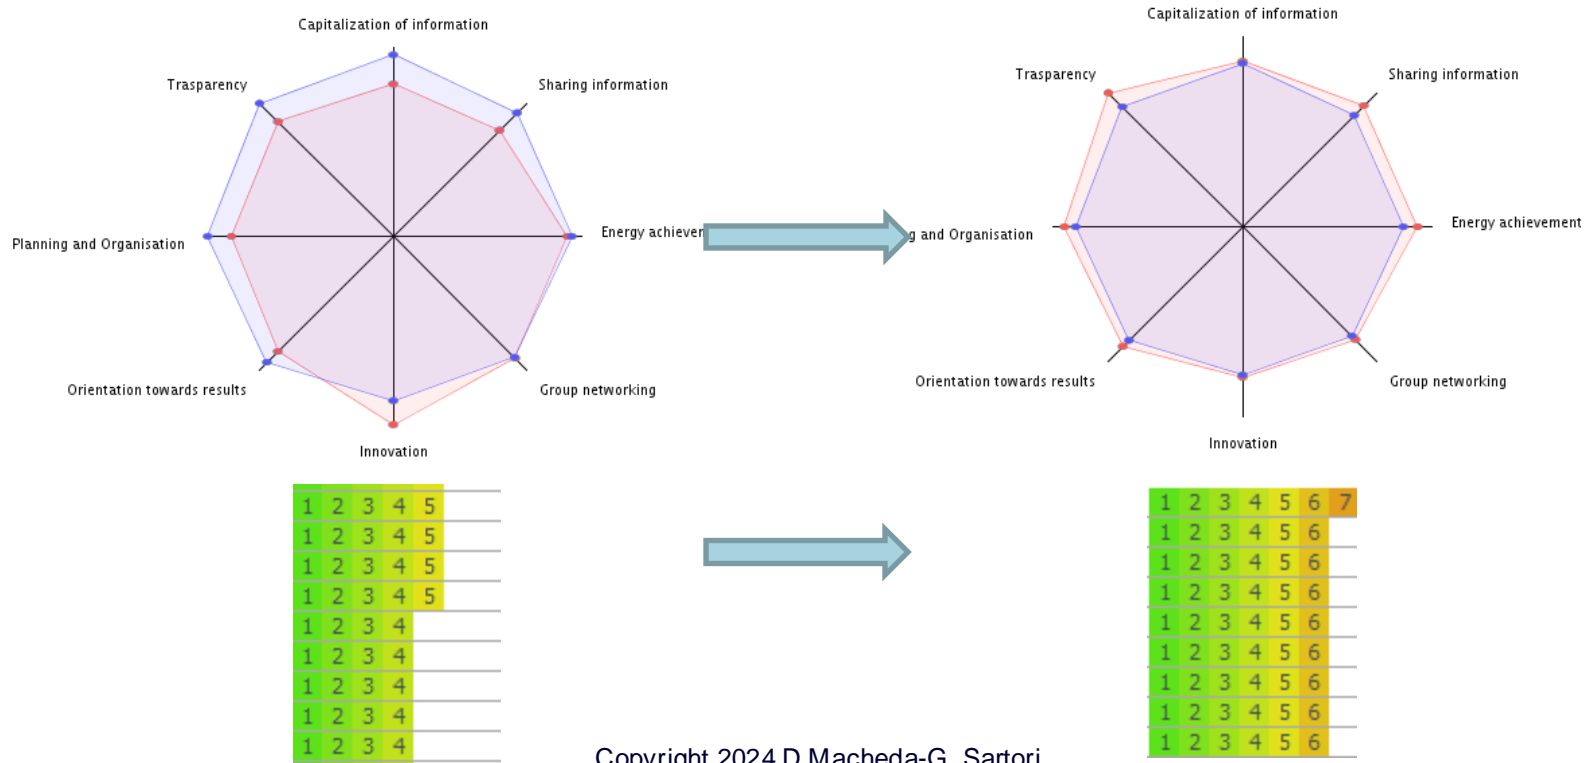 Capitalization of information
Trasparency
Sharing information
Planning and Organisation
Energy achiever
Orientation towards results
Group networking
Innovation
Capitalization of information
Trasparency
Sharing information
g and Organisation
Energy achievement
Orientation towards results
Group networking
Innovation
1 2 3 4 5
1 2 3 4 5
1 2 3 4 5
1 2 3 4 5
1 2 3 4
1 2 3 4
1 2 3 4
1 2 3 4
1 2 3 4
1 2 3 4 5 6 7
1 2 3 4 5 6
1 2 3 4 5 6
1 2 3 4 5 6
1 2 3 4 5 6
1 2 3 4 5 6
1 2 3 4 5 6
1 2 3 4 5 6
1 2 3 4 5 6
Copyright 2024 D.Macheda-G. Sartori